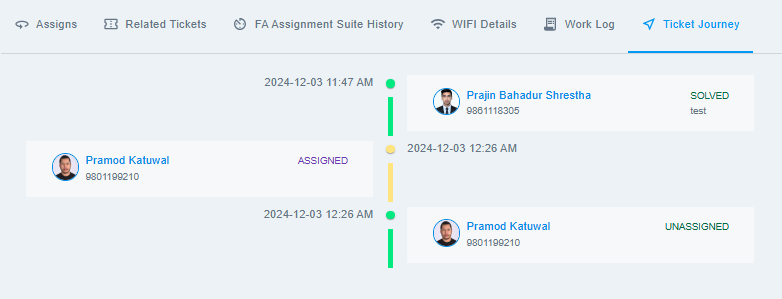 Assigns Related Tickets FA Assignment Suite History WIFI Details Work Log Ticket Journey
2024-12-03 11:47 AM
Prajin Bahadur Shrestha SOLVED
9861118305 test
2024-12-03 12:26 AM
Pramod Katuwal ASSIGNED
9801199210
2024-12-03 12:26 AM
Pramod Katuwal UNASSIGNED
9801199210